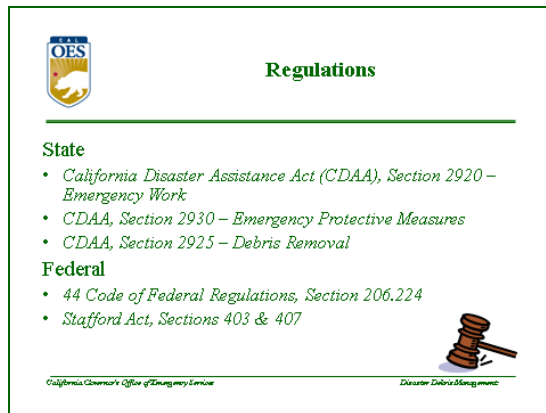 CAL
OES
Regulations
State
• California Disaster Assistance Act (CDAA), Section 2920 –
Emergency Work
• CDAA, Section 2930 – Emergency Protective Measures
• CDAA, Section 2925 – Debris Removal
Federal
• 44 Code of Federal Regulations, Section 206.224
• Stafford Act, Sections 403 & 407
California Governor's Office of Emergency Services
Disaster Debris Management